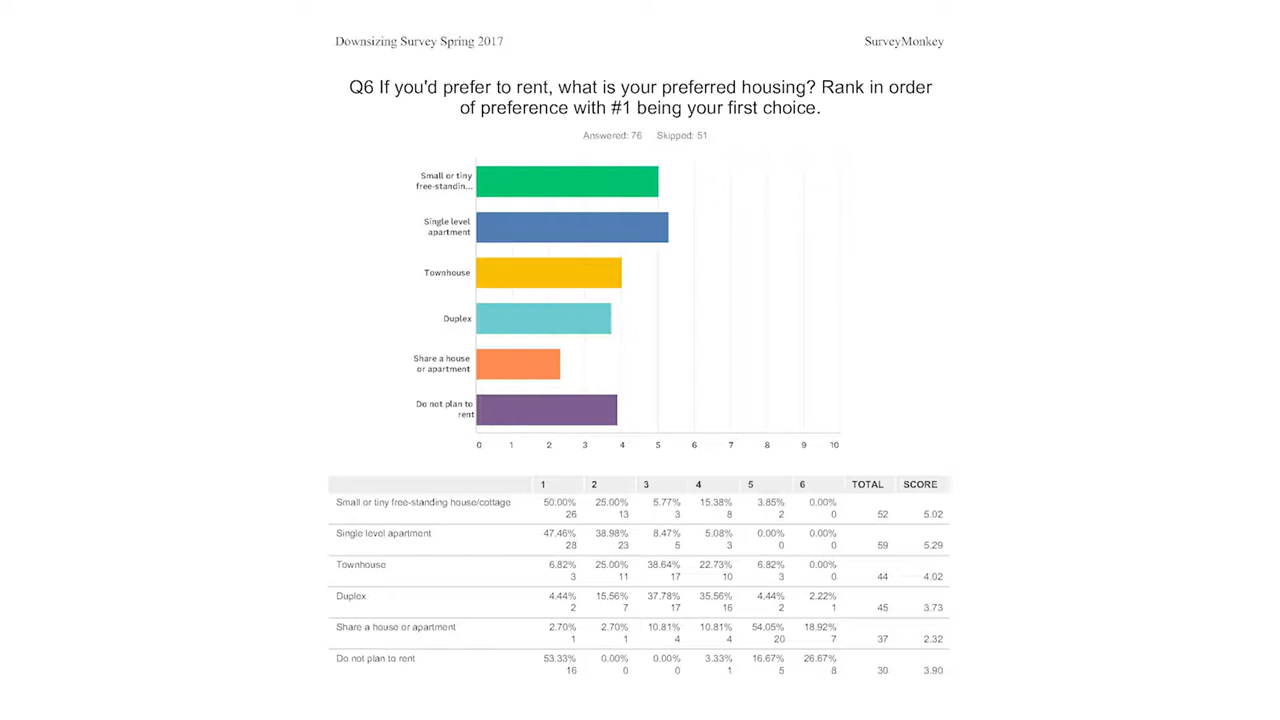 Downsizing Survey Spring 2017 SurveyMonkey
Q6 If you'd prefer to rent, what is your preferred housing? Rank in order
of preference with #1 being your first choice.
Answered: 76 Skipped: 51
Small or tiny
free-standin...
Single level
apartment
Townhouse
Duplex
Share a house
or apartment
Do not plan to
rent
0 1 2 3 4 5 6 7 8 9 10
1 2 3 4 5 6 TOTAL SCORE
Small or tiny free-standing house/cottage 50.00% 25.00% 5.77% 15.38% 3.85% 0.00%
26 13 3 8 2 0 52 5.02
Single level apartment 47.46% 38.98% 8.47% 5.08% 0.00% 0.00%
28 23 5 3 0 0 59 5.29
Townhouse 6.82% 25.00% 38.64% 22.73% 6.82% 0.00%
3 11 17 10 3 0 44 4.02
Duplex 4.44% 15.56% 37.78% 35.56% 4.44% 2.22%
2 7 17 16 2 1 45 3.73
Share a house or apartment 2.70% 2.70% 10.81% 10.81% 54.05% 18.92%
1 1 4 4 20 7 37 2.32
Do not plan to rent 53.33% 0.00% 0.00% 3.33% 16.67% 26.67%
16 0 0 1 5 8 30 3.90